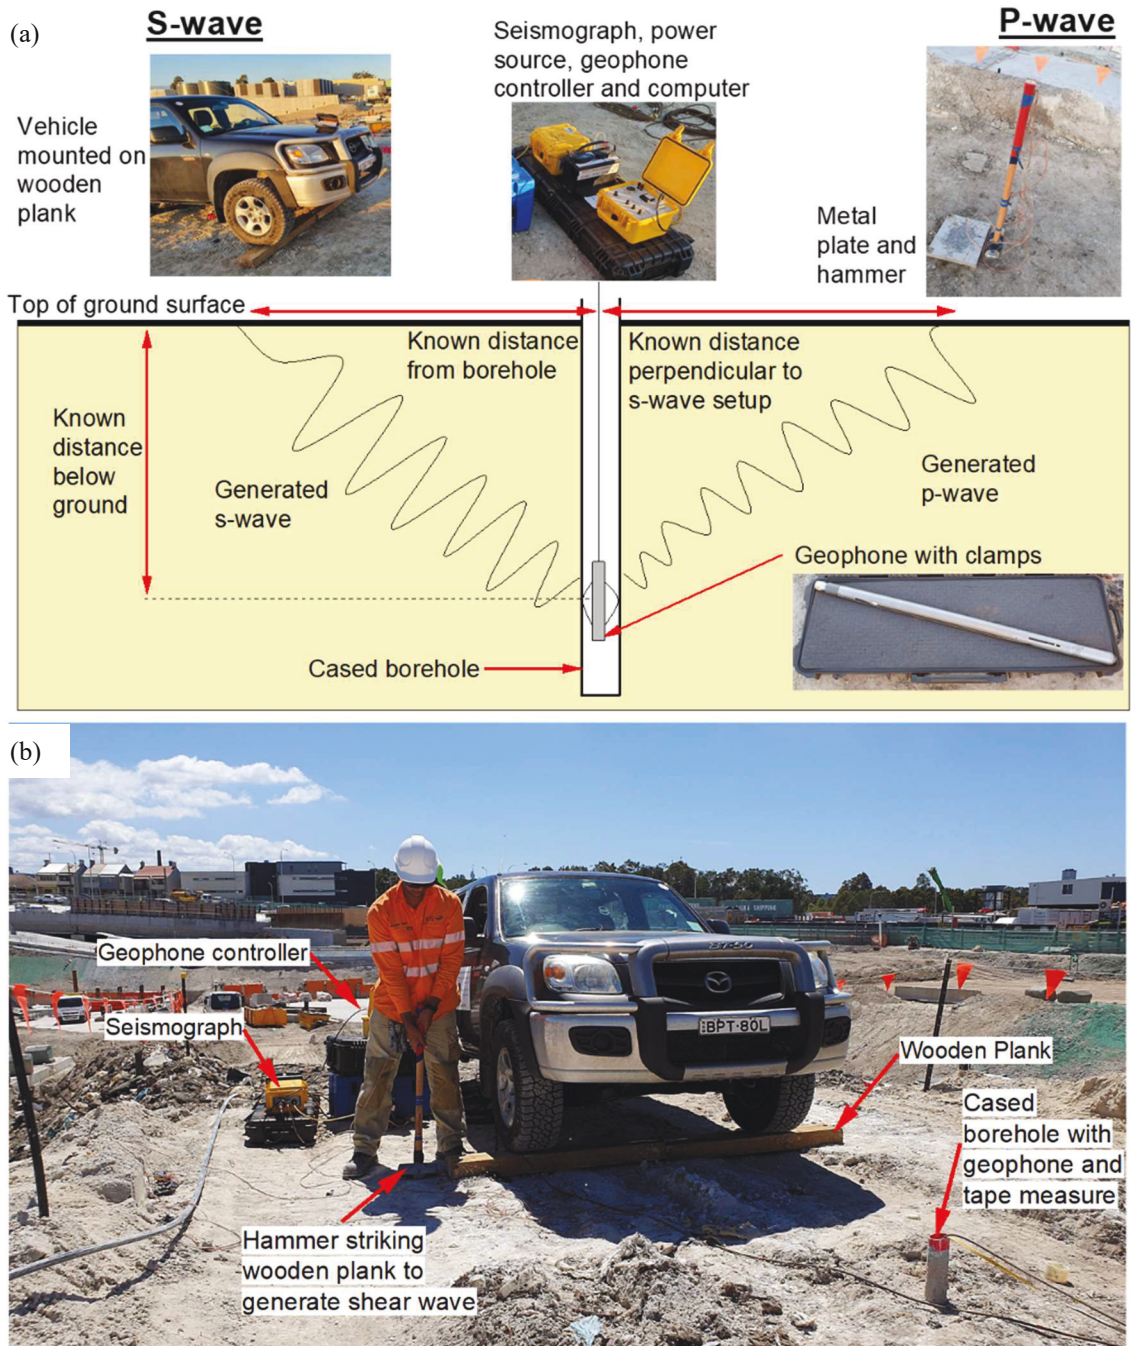 (a)
S-wave
P-wave
Seismograph, power
source, geophone
controller and computer
Vehicle
mounted on
wooden
plank
Metal
plate and
hammer
Top of ground surface
Known distance
from borehole
Known distance
perpendicular to
s-wave setup
Known
distance
below
ground
Generated
s-wave
Generated
p-wave
Geophone with clamps
Cased borehole
(b)
Geophone controller
Seismograph
Wooden Plank
Cased
borehole with
geophone and
tape measure
Hammer striking
wooden plank to
generate shear wave
BT-50
BPT·80L